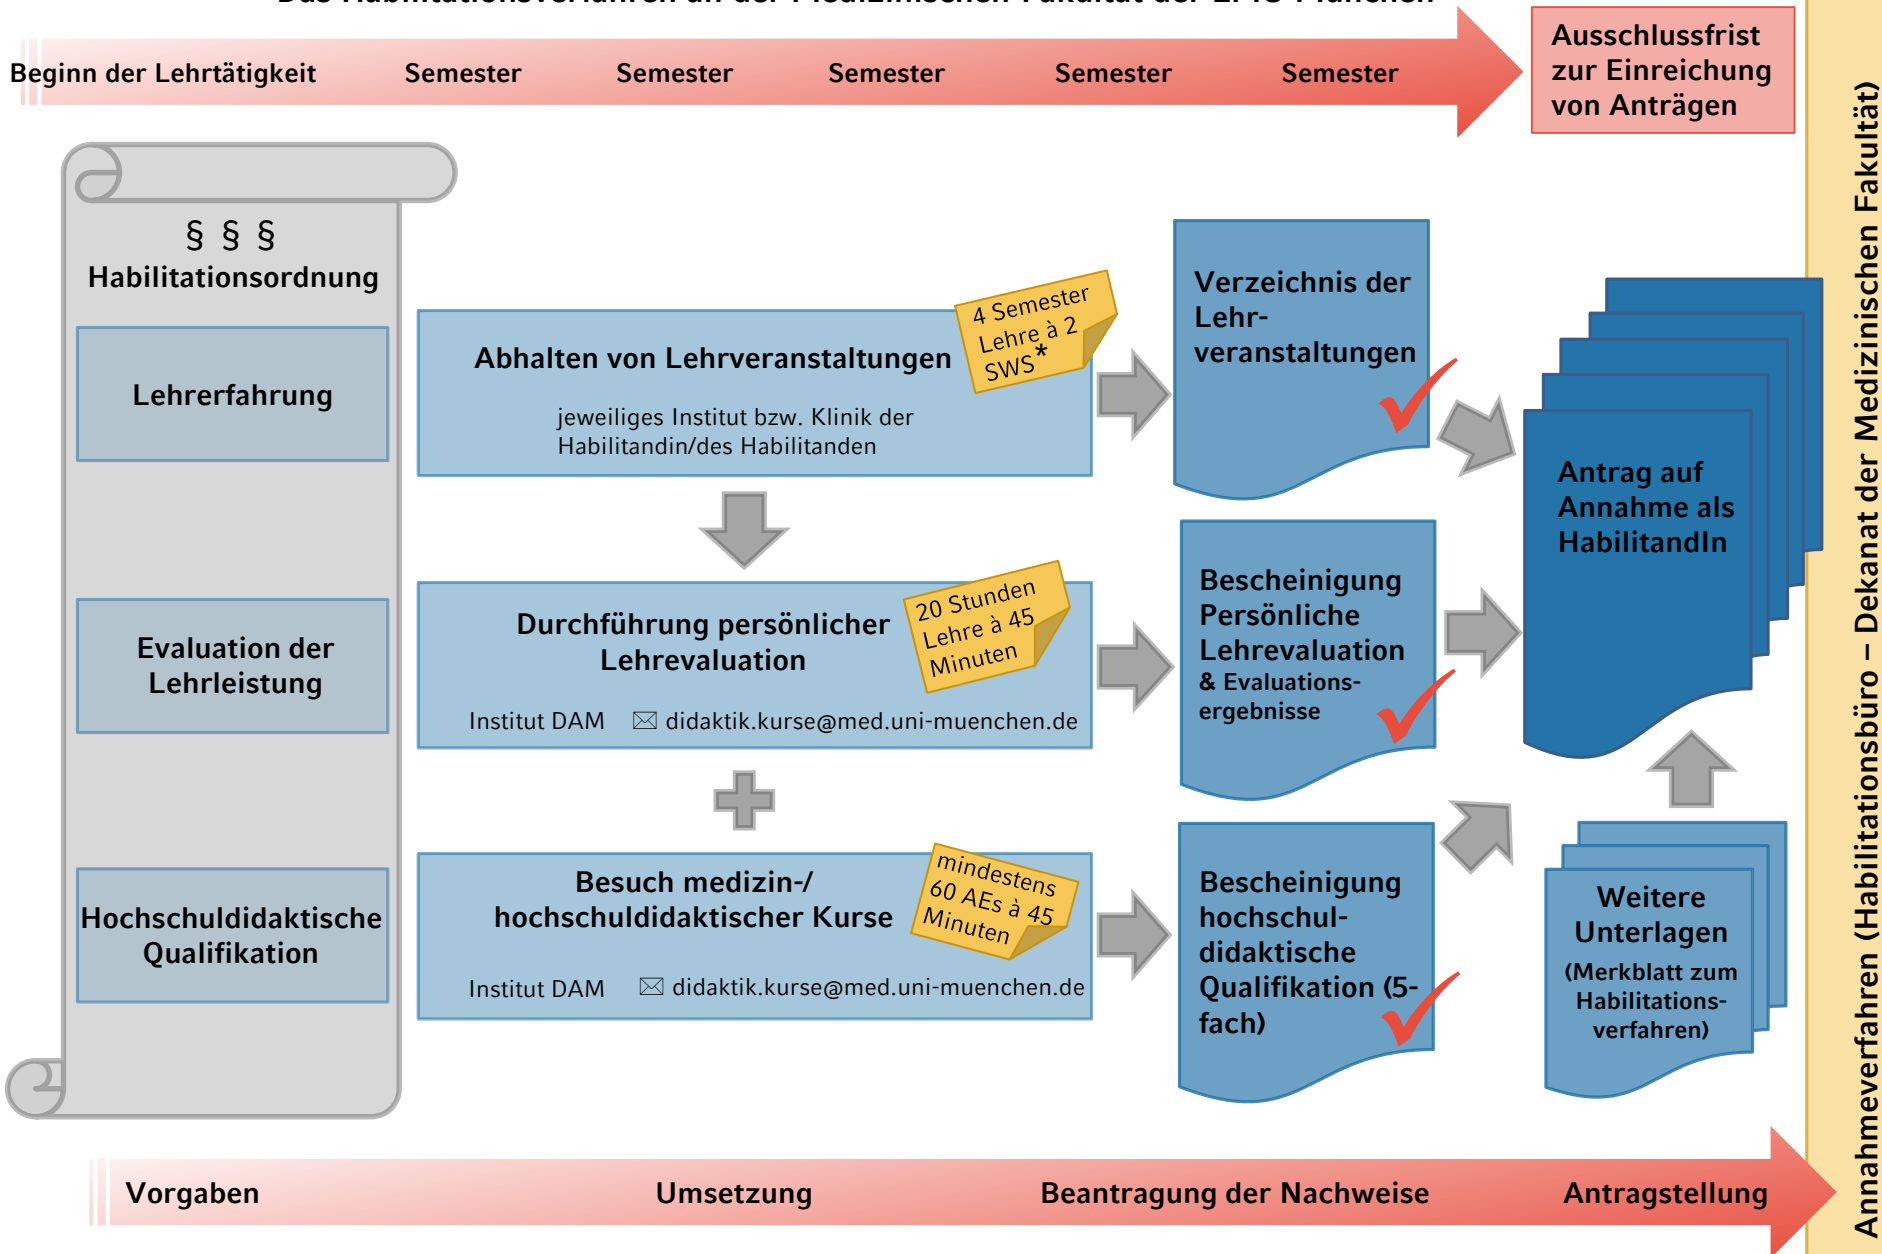 Beginn der Lehrtätigkeit
Semester
Semester
Semester
Semester
Semester
Ausschlussfrist
zur Einreichung
von Anträgen
§ § §
Habilitationsordnung
Lehrerfahrung
Evaluation der
Lehrleistung
Hochschuldidaktische
Qualifikation
Abhalten von Lehrveranstaltungen
jeweiliges Institut bzw. Klinik der
Habilitandin/des Habilitanden
4 Semester
Lehre à 2
SWS*
Durchführung persönlicher
Lehrevaluation
Institut DAM ✉ didaktik.kurse@med.uni-muenchen.de
20 Stunden
Lehre à 45
Minuten
Besuch medizin-/
hochschuldidaktischer Kurse
Institut DAM ✉ didaktik.kurse@med.uni-muenchen.de
mindestens
60 AEs à 45
Minuten
Verzeichnis der
Lehr-
veranstaltungen
Bescheinigung
Persönliche
Lehrevaluation
& Evaluations-
ergebnisse
Bescheinigung
hochschul-
didaktische
Qualifikation (5-
fach)
Antrag auf
Annahme als
HabilitandIn
Weitere
Unterlagen
(Merkblatt zum
Habilitations-
verfahren)
Annahmeverfahren (Habilitationsbüro – Dekanat der Medizinischen Fakultät)
Vorgaben
Umsetzung
Beantragung der Nachweise
Antragstellung